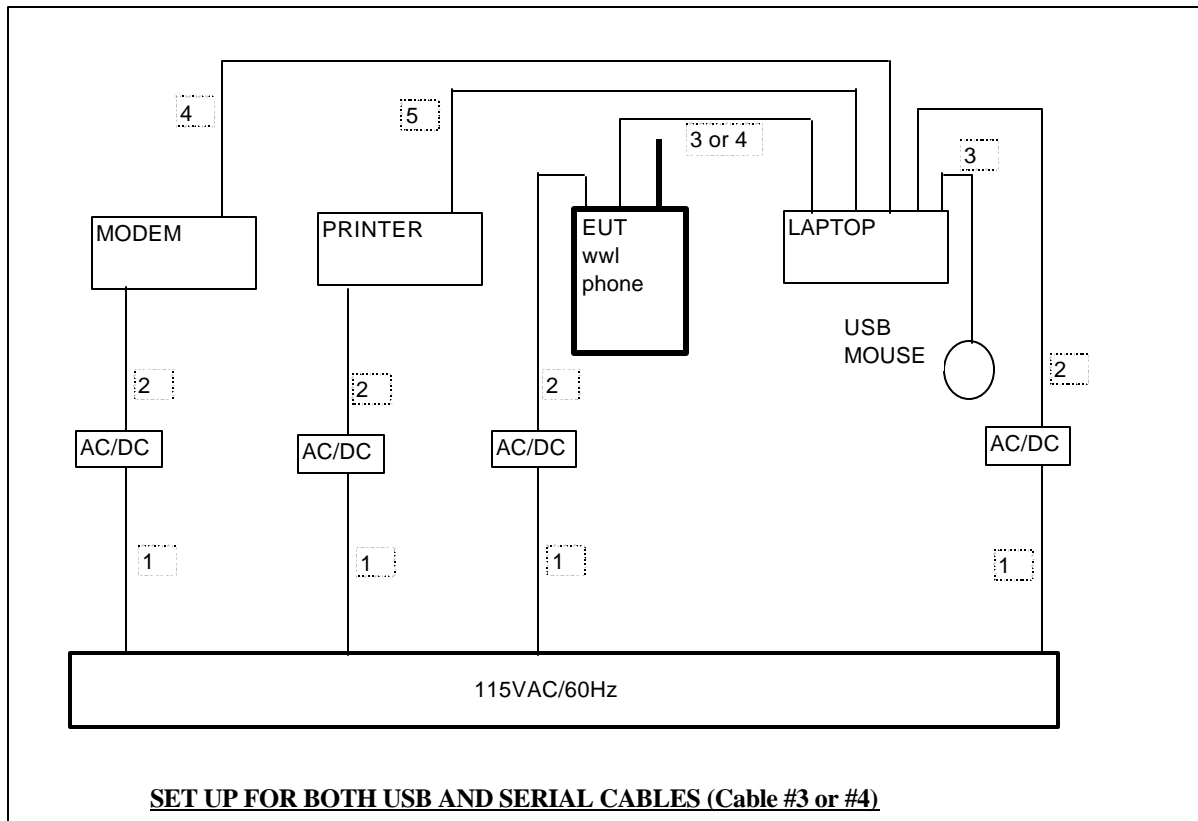 4
5
3 or 4
3
MODEM
PRINTER
EUT
wwl
phone
LAPTOP
USB
MOUSE
2
2
2
2
AC/DC
AC/DC
AC/DC
AC/DC
1
1
1
1
115VAC/60Hz
SET UP FOR BOTH USB AND SERIAL CABLES (Cable #3 or #4)